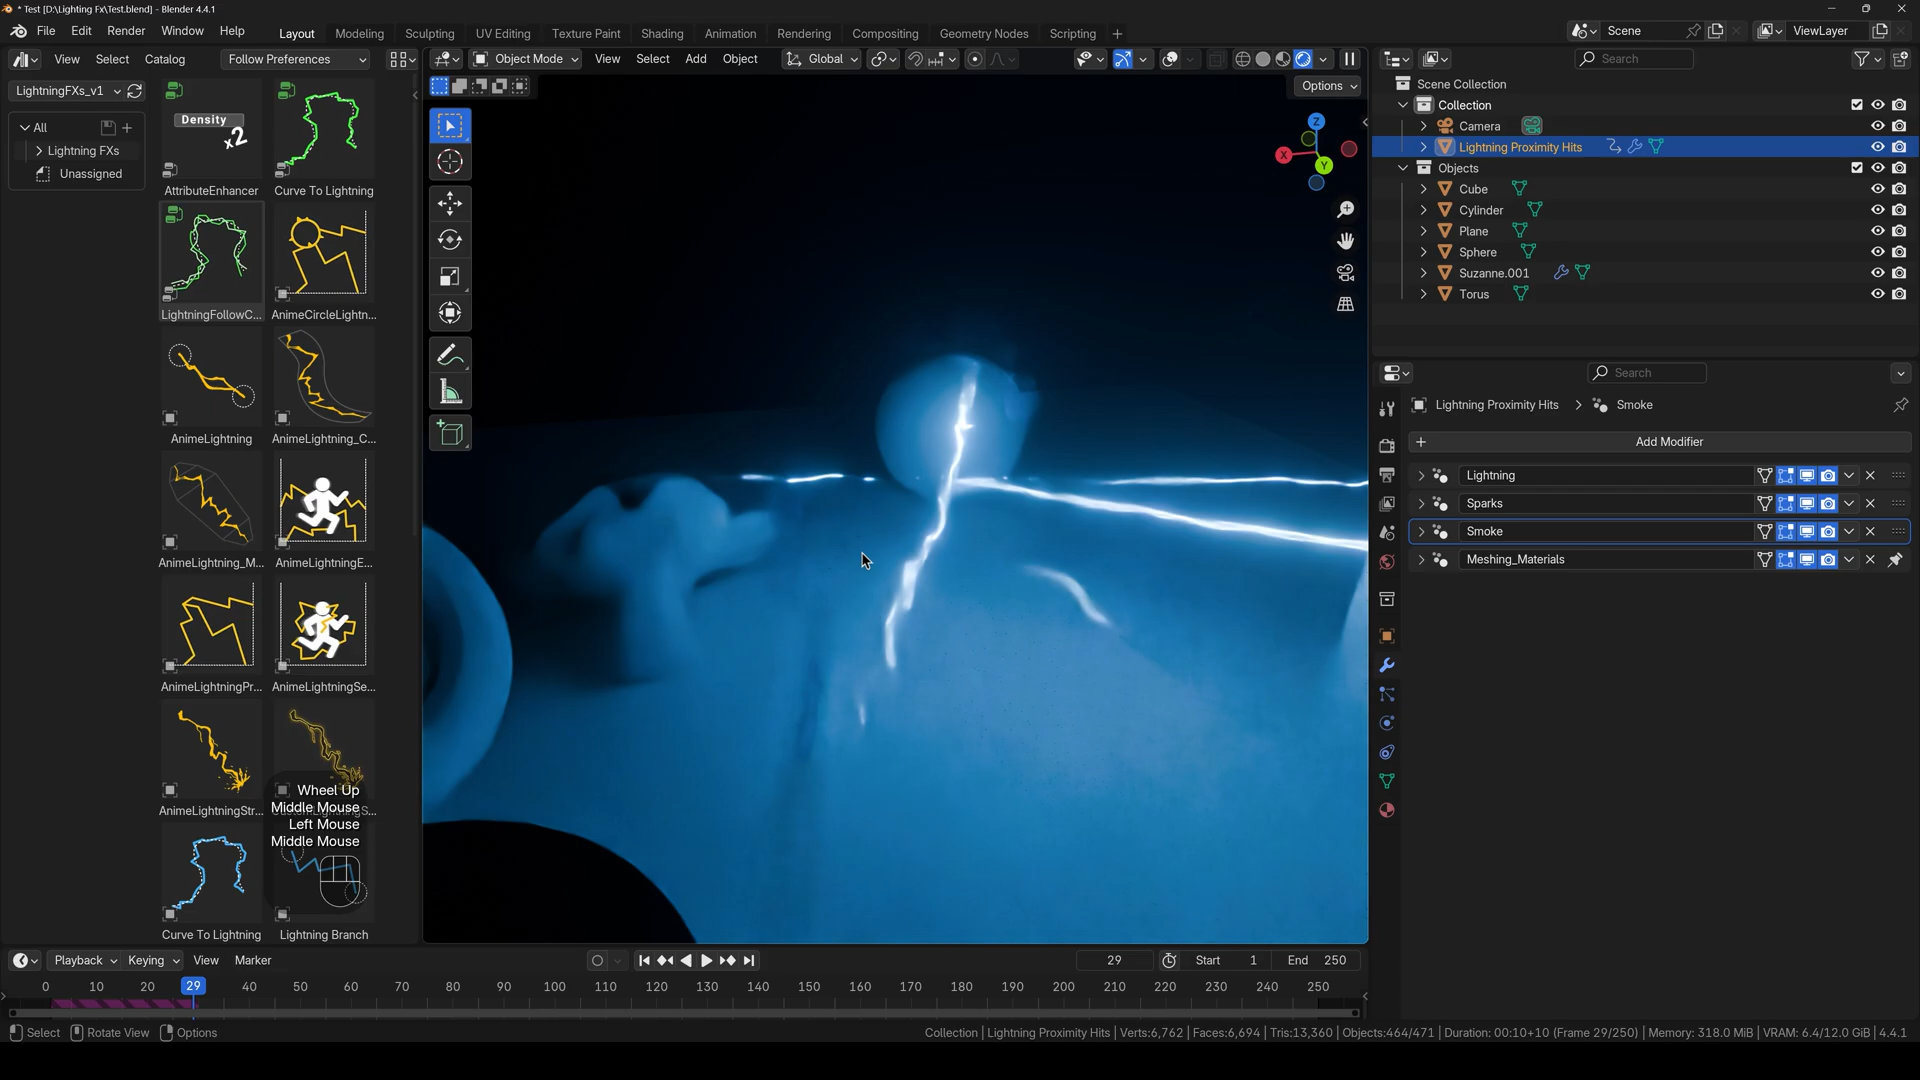 * Test [D:\Lighting Fx\Test.blend] - Blender 4.4.1
File Edit Render Window Help
Layout Modeling Sculpting UV Editing Texture Paint Shading Animation Rendering Compositing Geometry Nodes Scripting +
Scene
ViewLayer
View Select Catalog
Follow Preferences
Object Mode
View Select Add Object
Global
Search
LightningFXs_v1
Options
All
Lightning FXs
Unassigned
Density
x2
AttributeEnhancer
Curve To Lightning
LightningFollowC...
AnimeCircleLightn...
AnimeLightning
AnimeLightning_C...
AnimeLightning_M...
AnimeLightningE...
AnimeLightningPr...
AnimeLightningSe...
AnimeLightningStr...
Curve To Lightning
Lightning Branch
Wheel Up
Middle Mouse
Left Mouse
Middle Mouse
Z
X
Y
Scene Collection
Collection
Camera
Lightning Proximity Hits
Objects
Cube
Cylinder
Plane
Sphere
Suzanne.001
Torus
Search
Lightning Proximity Hits > Smoke
Add Modifier
Lightning
Sparks
Smoke
Meshing_Materials
Playback Keying View Marker
29
Start 1
End 250
0 10 20 29 40 50 60 70 80 90 100 110 120 130 140 150 160 170 180 190 200 210 220 230 240 250
Select Rotate View Options
Collection | Lightning Proximity Hits | Verts:6,762 | Faces:6,694 | Tris:13,360 | Objects:464/471 | Duration: 00:10+10 (Frame 29/250) | Memory: 318.0 MiB | VRAM: 6.4/12.0 GiB | 4.4.1